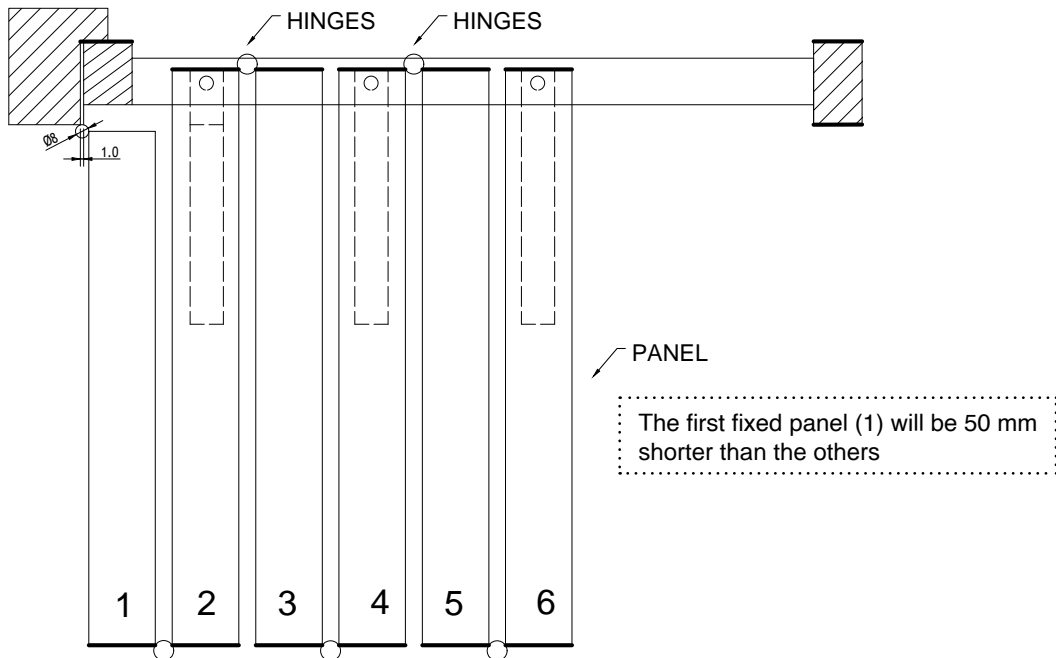 HINGES HINGES
Ø8
1.0
PANEL
The first fixed panel (1) will be 50 mm
shorter than the others
1 2 3 4 5 6